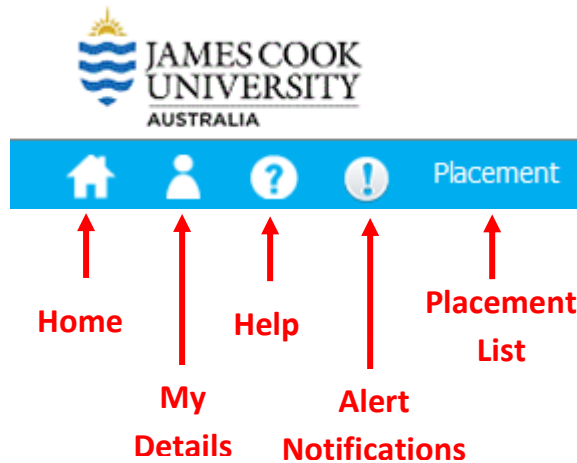 JAMES COOK
UNIVERSITY
AUSTRALIA
? ! Placement
Home
Help
Placement
List
My
Details
Alert
Notifications